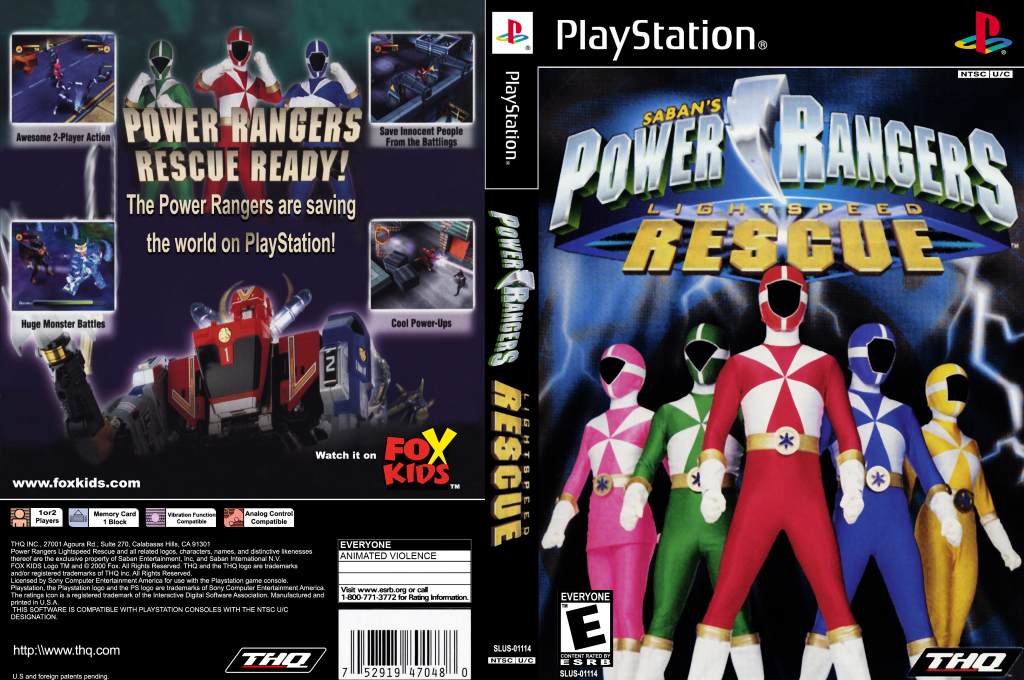 Awesome 2-Player Action
Save Innocent People
From the Battlings
POWER RANGERS
RESCUE READY!
The Power Rangers are saving
the world on PlayStation!
Huge Monster Battles
Cool Power-Ups
1
2
Watch it on
FOX
KIDS
TM
www.foxkids.com
1or2
Players
Memory Card
1 Block
Vibration Function
Compatible
Analog Control
Compatible
THQ INC., 27001 Agoura Rd., Suite 270, Calabasas Hills, CA 91301
Power Rangers Lightspeed Rescue and all related logos, characters, names, and distinctive likenesses
thereof are the exclusive property of Saban Entertainment, Inc, and Saban International N.V.
FOX KIDS Logo TM and © 2000 Fox, All Rights Reserved. THQ and the THQ logo are trademarks
and/or registered trademarks of THQ inc. All Rights Reserved.
Licensed by Sony Computer Entertainment America for use with the Playstation game console.
Playstation, the Playstation logo and the PS logo are trademarks of Sony Computer Entertainment America.
The ratings icon is a registered trademark of the Interactive Digital Software Association. Manufactured and
printed in U.S.A.
THIS SOFTWARE IS COMPATIBLE WITH PLAYSTATION CONSOLES WITH THE NTSC U/C
DESIGNATION.
http:\\www.thq.com
U.S and foreign patents pending.
EVERYONE
ANIMATED VIOLENCE
Visit www.esrb.org or call
1-800-771-3772 for Rating Information.
THQ
7 52919 47048 0
PlayStation®
POWER RANGERS
LIGHTSPEED
RESCUE
SLUS-01114
NTSC U/C
PlayStation®
®
NTSC U/C
SABAN'S
POWER RANGERS
LIGHTSPEED
RESCUE
TM
EVERYONE
TM
E
CONTENT RATED BY
ESRB
SLUS-01114
THQ